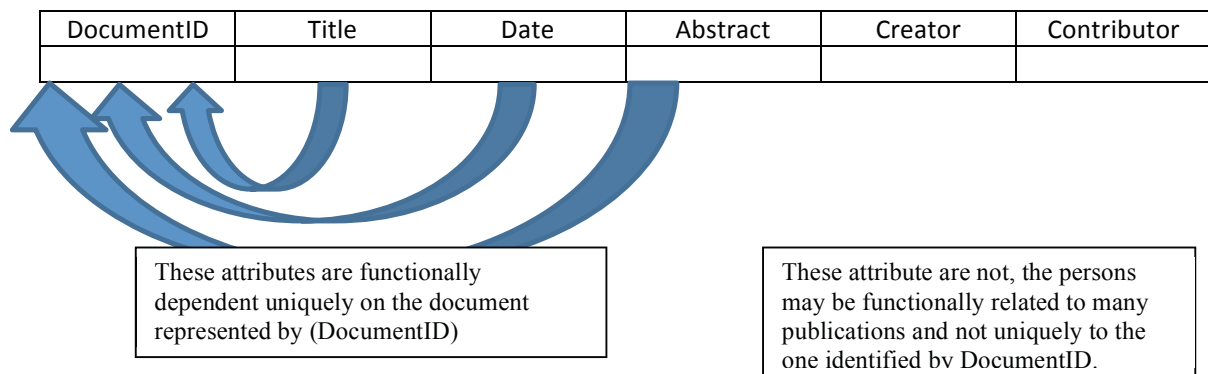 DocumentID Title Date Abstract Creator Contributor
These attributes are functionally
dependent uniquely on the document
represented by (DocumentID)
These attribute are not, the persons
may be functionally related to many
publications and not uniquely to the
one identified by DocumentID.